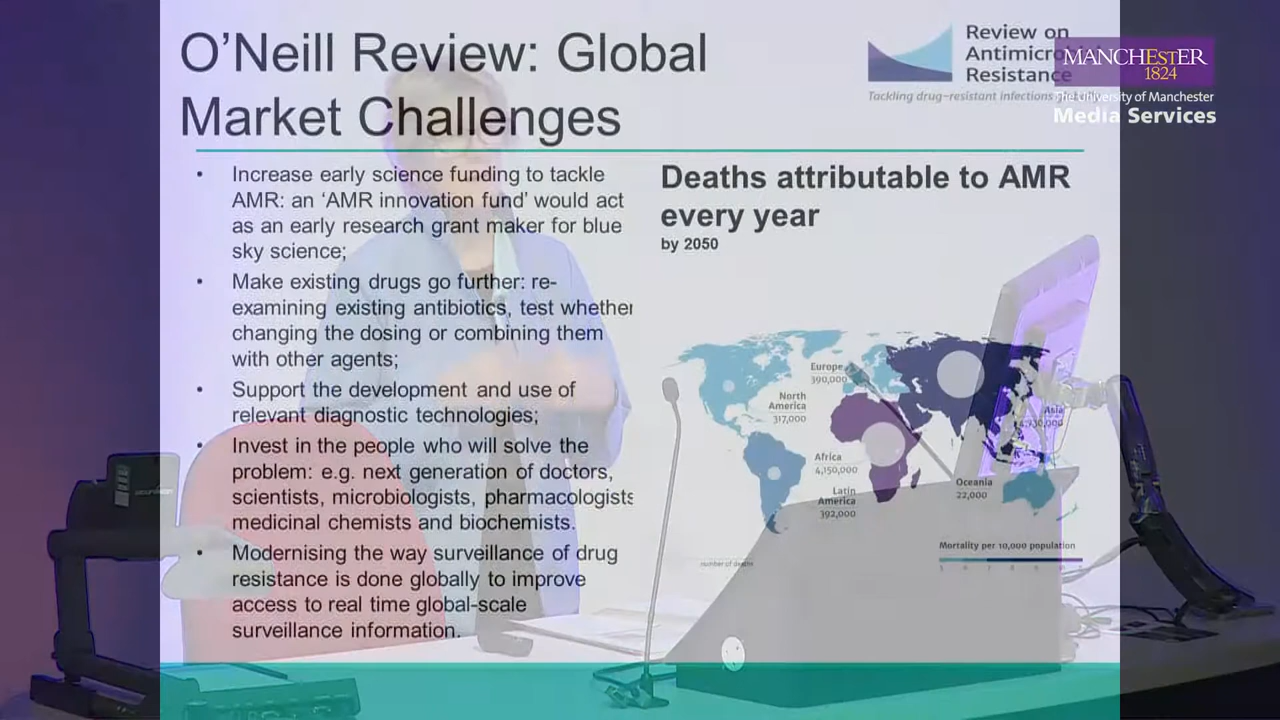 O'Neill Review: Global
Market Challenges
Review on
Resistance
Tackling drug-resistant infections
MANCHESTER
1824
The University of Manchester
Media Services
• Increase early science funding to tackle
AMR: an 'AMR innovation fund' would act
as an early research grant maker for blue
sky science;
• Make existing drugs go further: re-
examining existing antibiotics, test whether
changing the dosing or combining them
with other agents;
• Support the development and use of
relevant diagnostic technologies;
• Invest in the people who will solve the
problem: e.g. next generation of doctors,
scientists, microbiologists, pharmacologists
medicinal chemists and biochemists.
• Modernising the way surveillance of drug
resistance is done globally to improve
access to real time global-scale
surveillance information.
Deaths attributable to AMR
every year
by 2050
Europe
390,000
North
America
317,000
Asia
4,730,000
Africa
4,150,000
Latin
America
392,000
Oceania
22,000
Mortality per 10,000 population
number of deaths